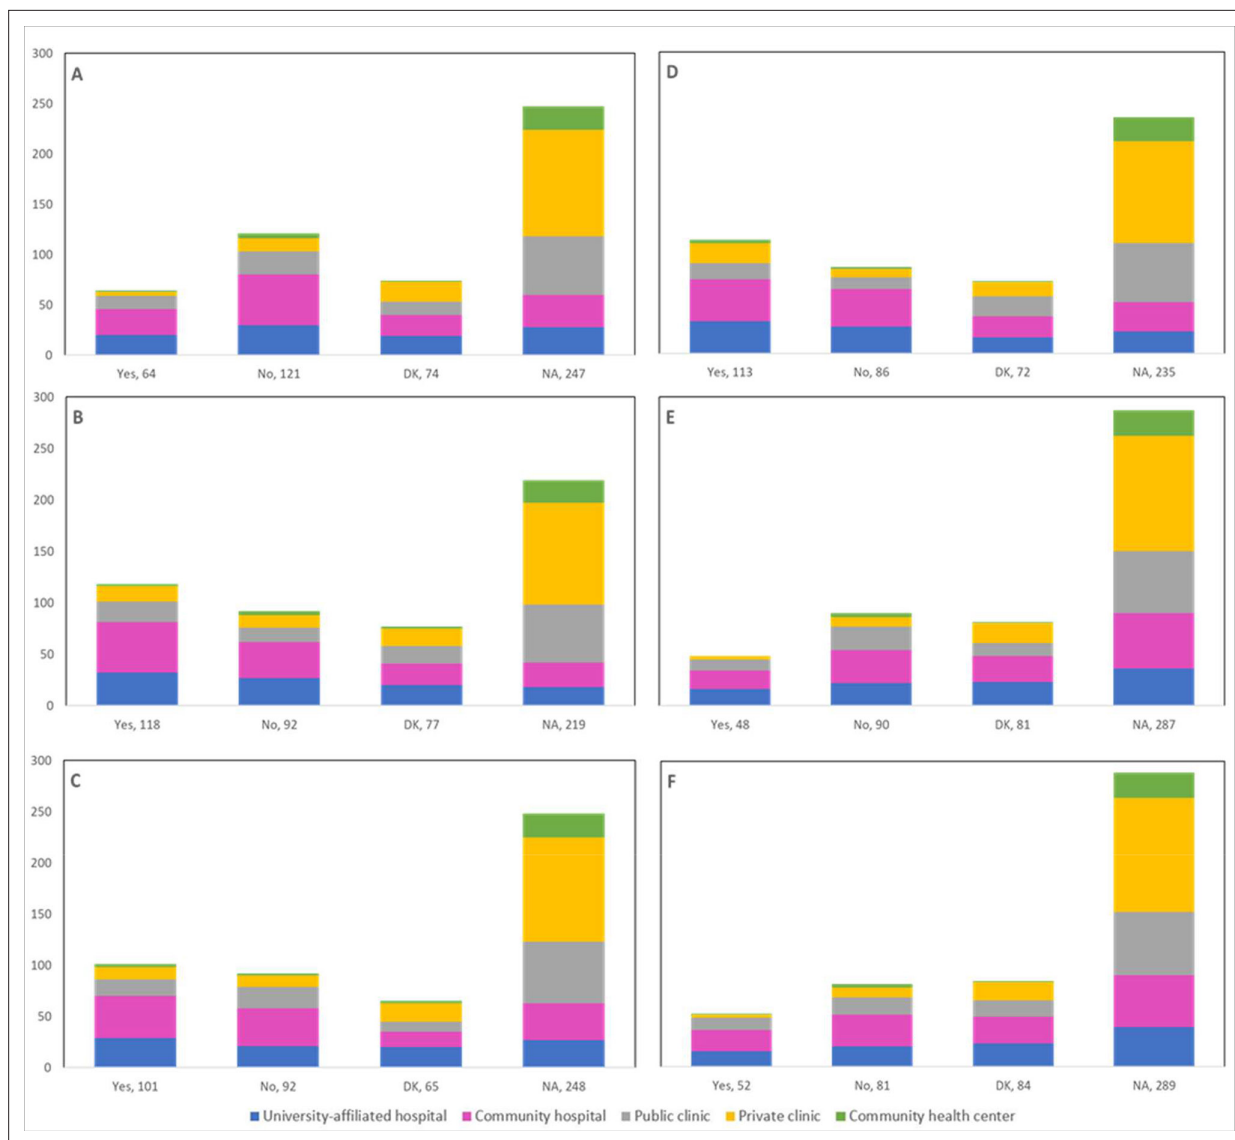 A
300
250
200
150
100
50
0
Yes, 64 No, 121 DK, 74 NA, 247
D
Yes, 113 No, 86 DK, 72 NA, 235
B
300
250
200
150
100
50
0
Yes, 118 No, 92 DK, 77 NA, 219
E
Yes, 48 No, 90 DK, 81 NA, 287
C
300
250
200
150
100
50
0
Yes, 101 No, 92 DK, 65 NA, 248
F
Yes, 52 No, 81 DK, 84 NA, 289
University-affiliated hospital Community hospital Public clinic Private clinic Community health center